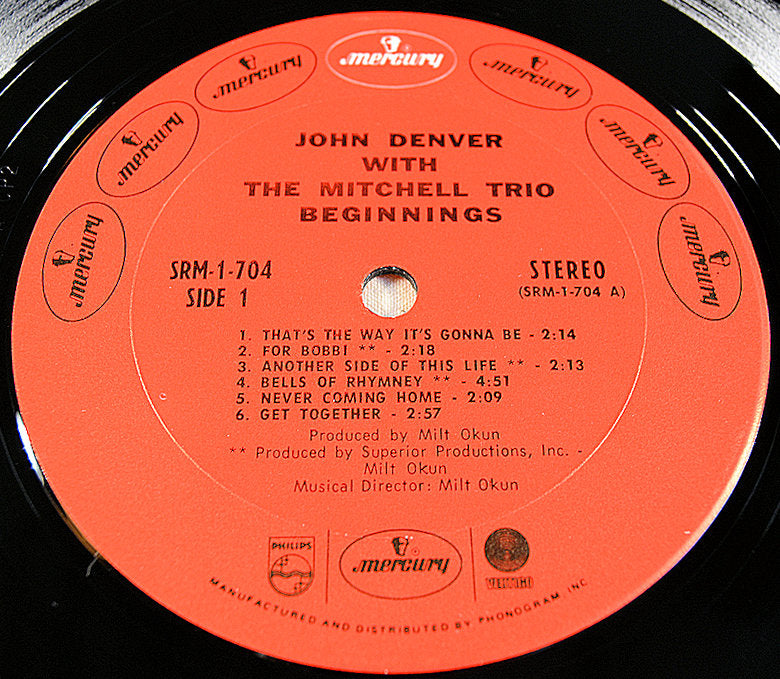 mercury
mercury
mercury
mercury
mercury
mercury
mercury
JOHN DENVER
WITH
THE MITCHELL TRIO
BEGINNINGS
SRM-1-704
SIDE 1
STEREO
(SRM-1-704 A)
1. THAT'S THE WAY IT'S GONNA BE - 2:14
2. FOR BOBBI ** - 2:18
3. ANOTHER SIDE OF THIS LIFE ** - 2:13
4. BELLS OF RHYMNEY ** - 4:51
5. NEVER COMING HOME - 2:09
6. GET TOGETHER - 2:57
Produced by Milt Okun
** Produced by Superior Productions, Inc. -
Milt Okun
Musical Director: Milt Okun
PHILIPS
mercury
VERTIGO
MANUFACTURED AND DISTRIBUTED BY PHONOGRAM, INC.